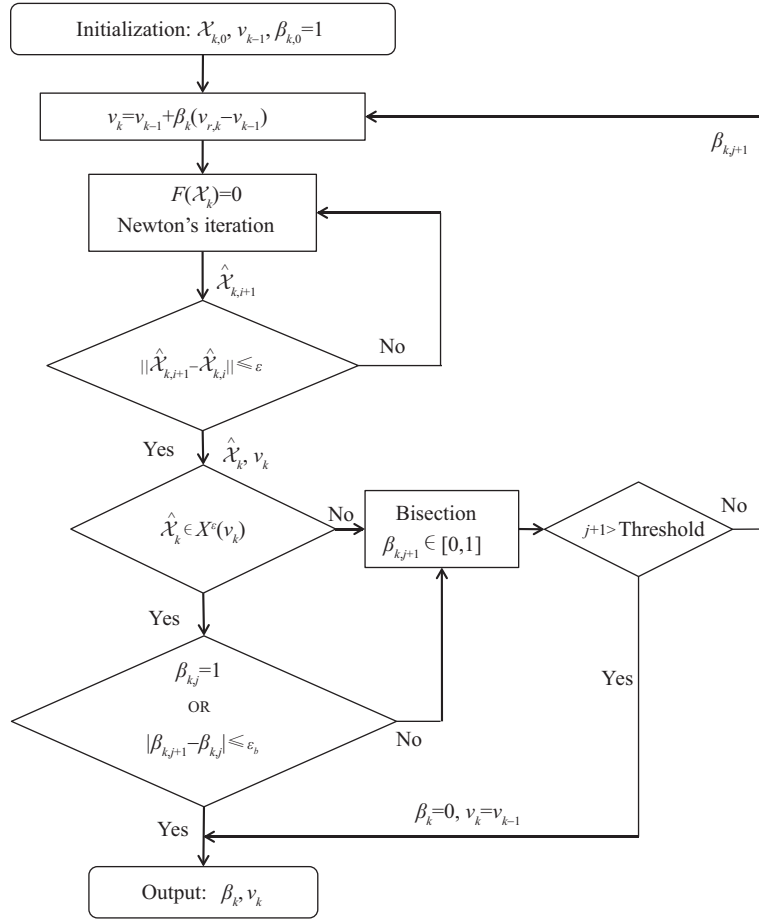 Initialization: 𝒳k,0, vk−1, βk,0=1
vk=vk−1+βk(vr,k−vk−1)
βk,j+1
F(𝒳k)=0
Newton's iteration
𝒳̂k,i+1
||𝒳̂k,i+1−𝒳̂k,i||⩽ε
No
Yes
𝒳̂k, vk
𝒳̂k∈Xε(vk)
No
Bisection
βk,j+1∈[0,1]
j+1>Threshold
No
Yes
βk,j=1
OR
|βk,j+1−βk,j|⩽εb
No
Yes
βk=0, vk=vk−1
Yes
Output: βk, vk